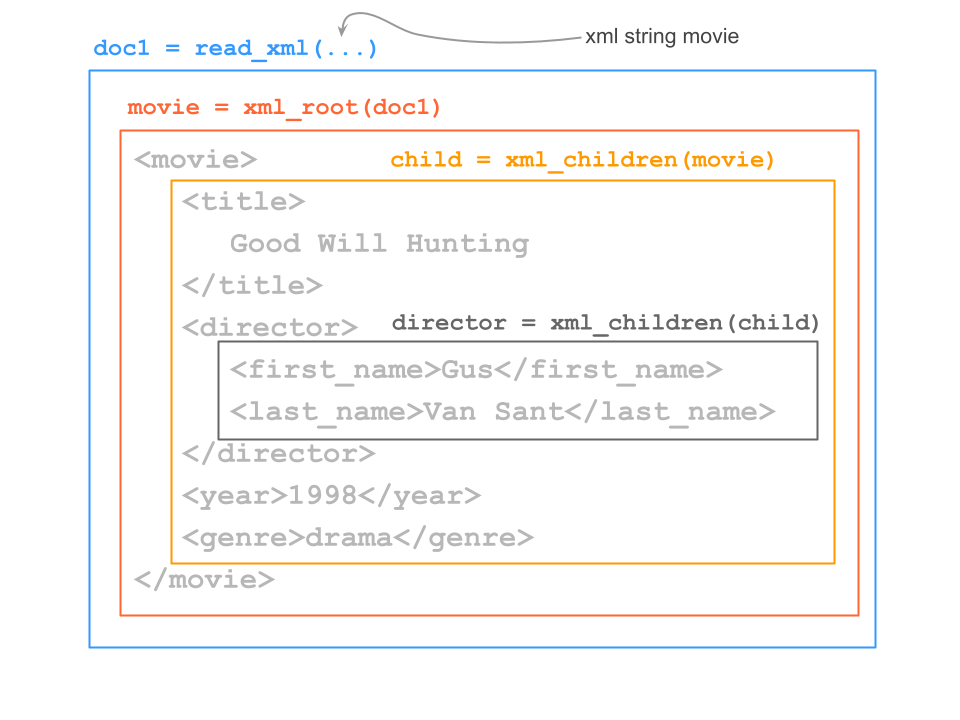 xml string movie
doc1 = read_xml(...)
movie = xml_root(doc1)
<movie> child = xml_children(movie)
<title>
Good Will Hunting
</title>
<director> director = xml_children(child)
<first_name>Gus</first_name>
<last_name>Van Sant</last_name>
</director>
<year>1998</year>
<genre>drama</genre>
</movie>